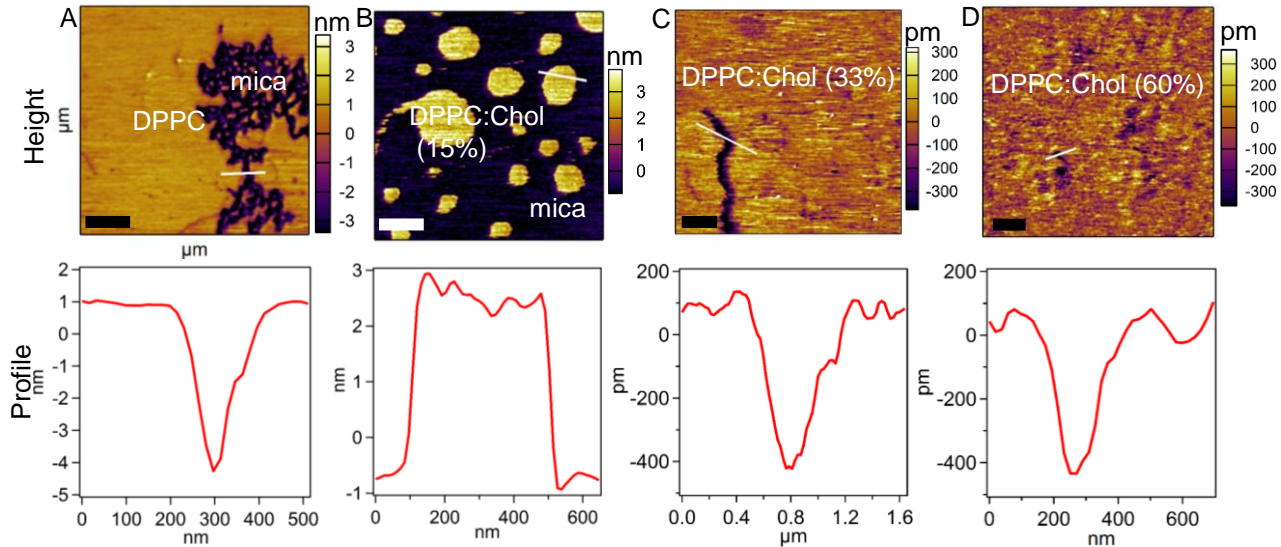 A
nm
B
nm
C
pm
D
pm
Height
µm
mica
DPPC
3
2
1
0
-1
-2
-3
µm
DPPC:Chol
(15%)
mica
3
2
1
0
DPPC:Chol (33%)
300
200
100
0
-100
-200
-300
DPPC:Chol (60%)
300
200
100
0
-100
-200
-300
Profile
nm
2
1
0
-1
-2
-3
-4
-5
0 100 200 300 400 500
nm
nm
3
2
1
0
-1
0 200 400 600
nm
pm
200
0
-200
-400
0.0 0.4 0.8 1.2 1.6
µm
pm
200
0
-200
-400
0 200 400 600
nm